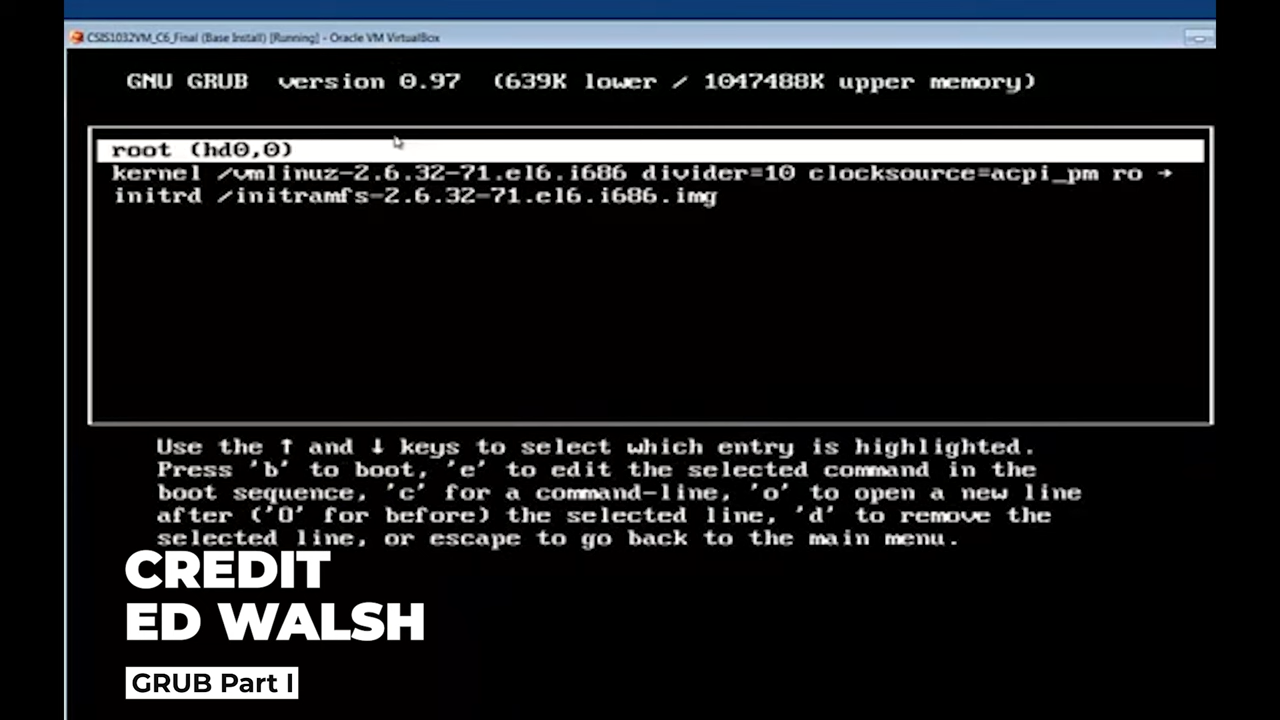 CSIS1032VM_C6_Final (Base Install) [Running] - Oracle VM VirtualBox
GNU GRUB version 0.97 (639K lower / 1047488K upper memory)
root (hd0,0)
kernel /vmlinuz-2.6.32-71.el6.i686 divider=10 clocksource=acpi_pm ro →
initrd /initramfs-2.6.32-71.el6.i686.img
Use the ↑ and ↓ keys to select which entry is highlighted.
Press 'b' to boot, 'e' to edit the selected command in the
boot sequence, 'c' for a command-line, 'o' to open a new line
after ('O' for before) the selected line, 'd' to remove the
selected line, or escape to go back to the main menu.
CREDIT
ED WALSH
GRUB Part I